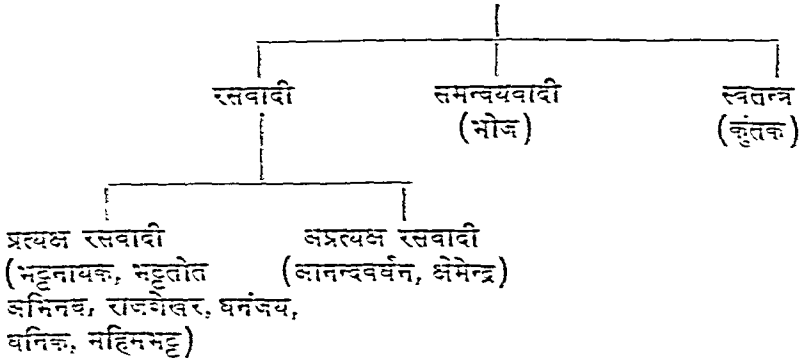 रसवादी समन्वयवादी स्वतन्त्र
(भोज) (कुंतक)
प्रत्यक्ष रसवादी अप्रत्यक्ष रसवादी
(भट्टनायक, भट्टतोत (आनन्दवर्धन, क्षेमेन्द्र)
अभिनव, राजशेखर, धनंजय,
धनिक, महिमभट्ट)